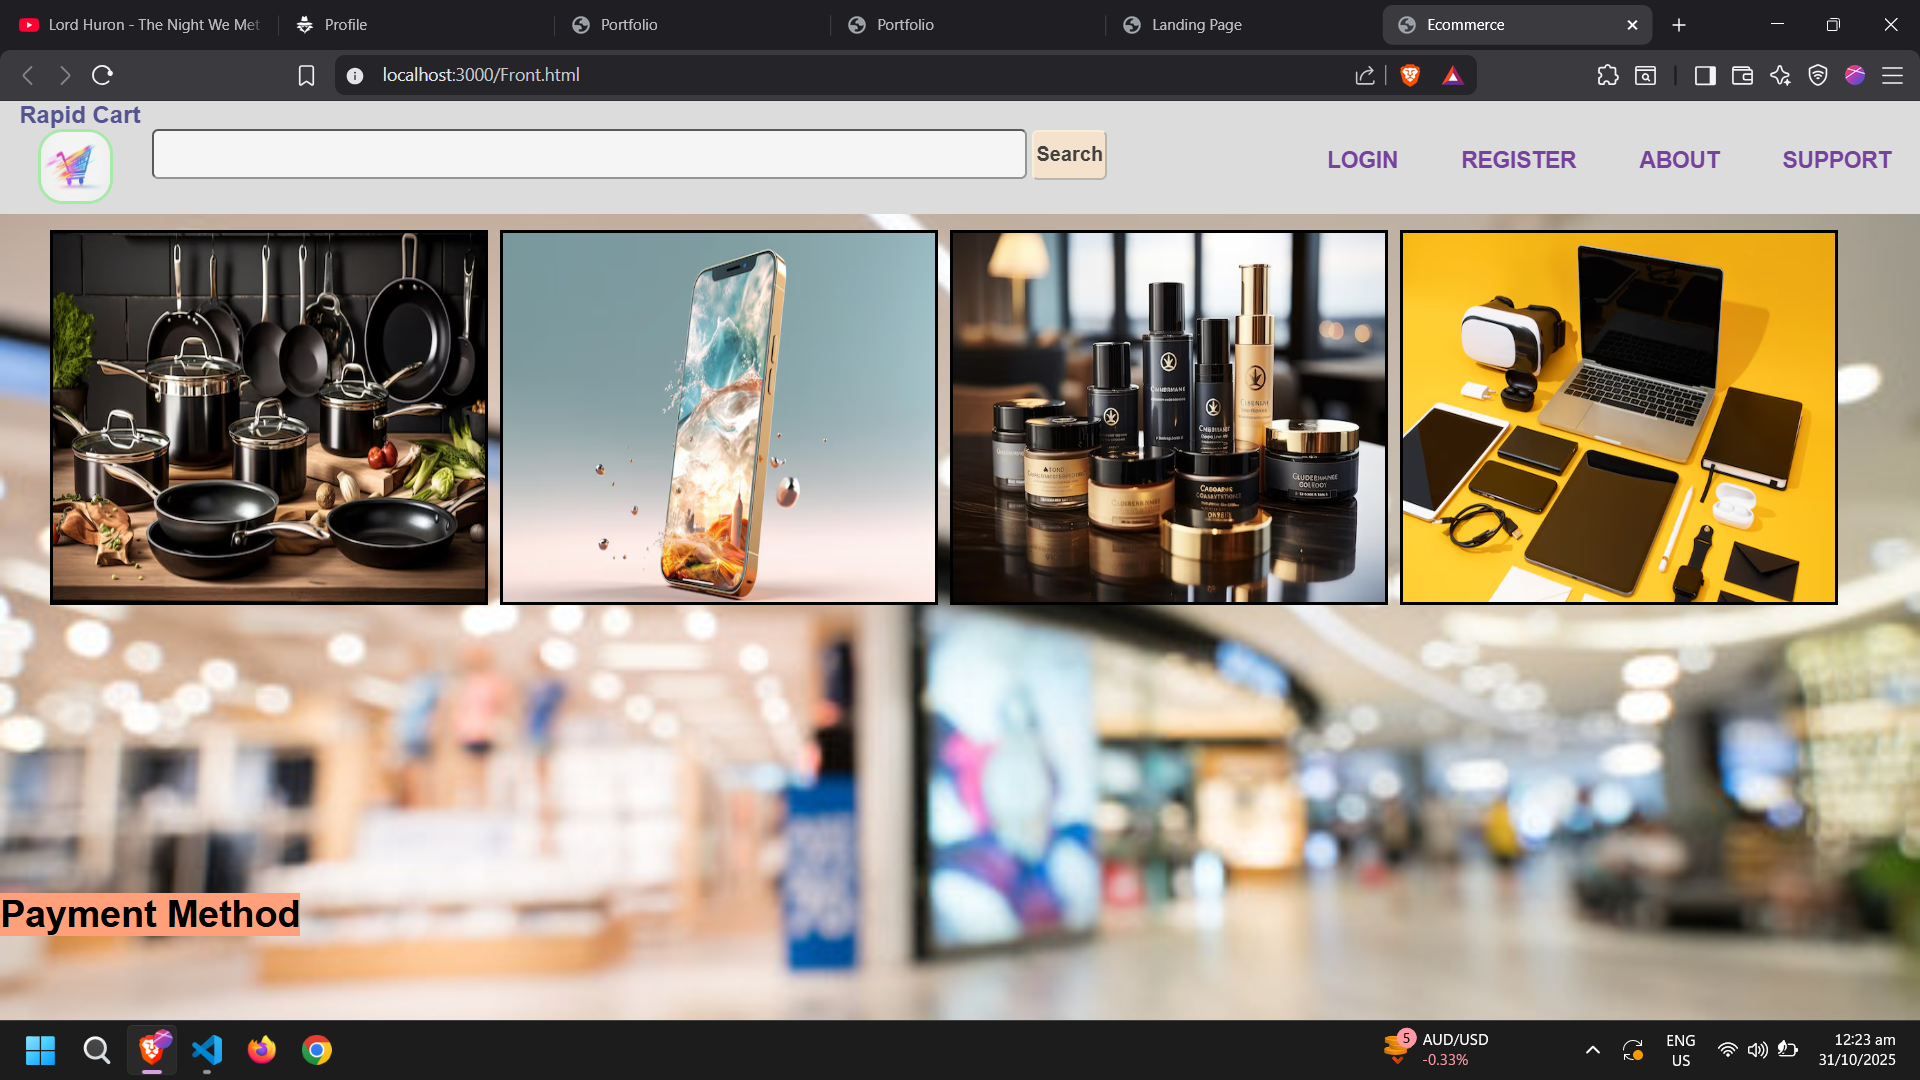 Lord Huron - The Night We Met
Profile
Portfolio
Portfolio
Landing Page
Ecommerce
localhost:3000/Front.html
Rapid Cart
Search
LOGIN
REGISTER
ABOUT
SUPPORT
Payment Method
5
AUD/USD
-0.33%
ENG
US
12:23 am
31/10/2025